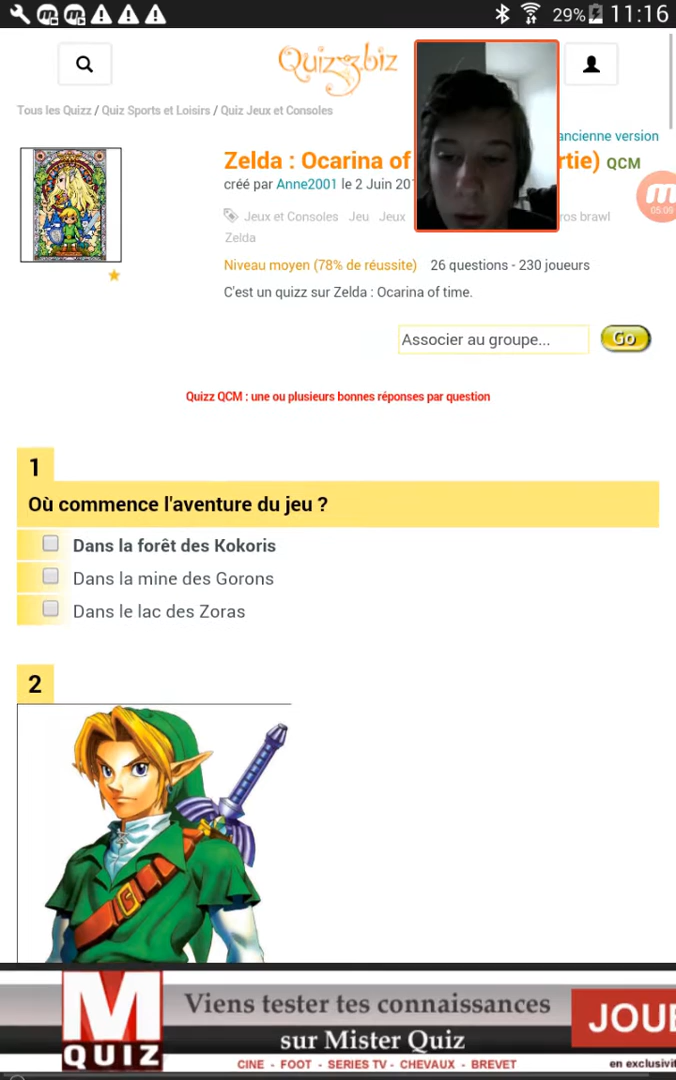 29% 11:16
Quizz.biz
Tous les Quizz / Quiz Sports et Loisirs / Quiz Jeux et Consoles
ancienne version
Zelda : Ocarina of rtie) QCM
créé par Anne2001 le 2 Juin 20
Jeux et Consoles Jeu Jeux ros brawl
Zelda
05:05
Niveau moyen (78% de réussite) 26 questions - 230 joueurs
C'est un quizz sur Zelda : Ocarina of time.
Associer au groupe... Go
Quizz QCM : une ou plusieurs bonnes réponses par question
1
Où commence l'aventure du jeu ?
Dans la forêt des Kokoris
Dans la mine des Gorons
Dans le lac des Zoras
2
M QUIZ
Viens tester tes connaissances
sur Mister Quiz
JOUE
CINE - FOOT - SERIES TV - CHEVAUX - BREVET
en exclusivit